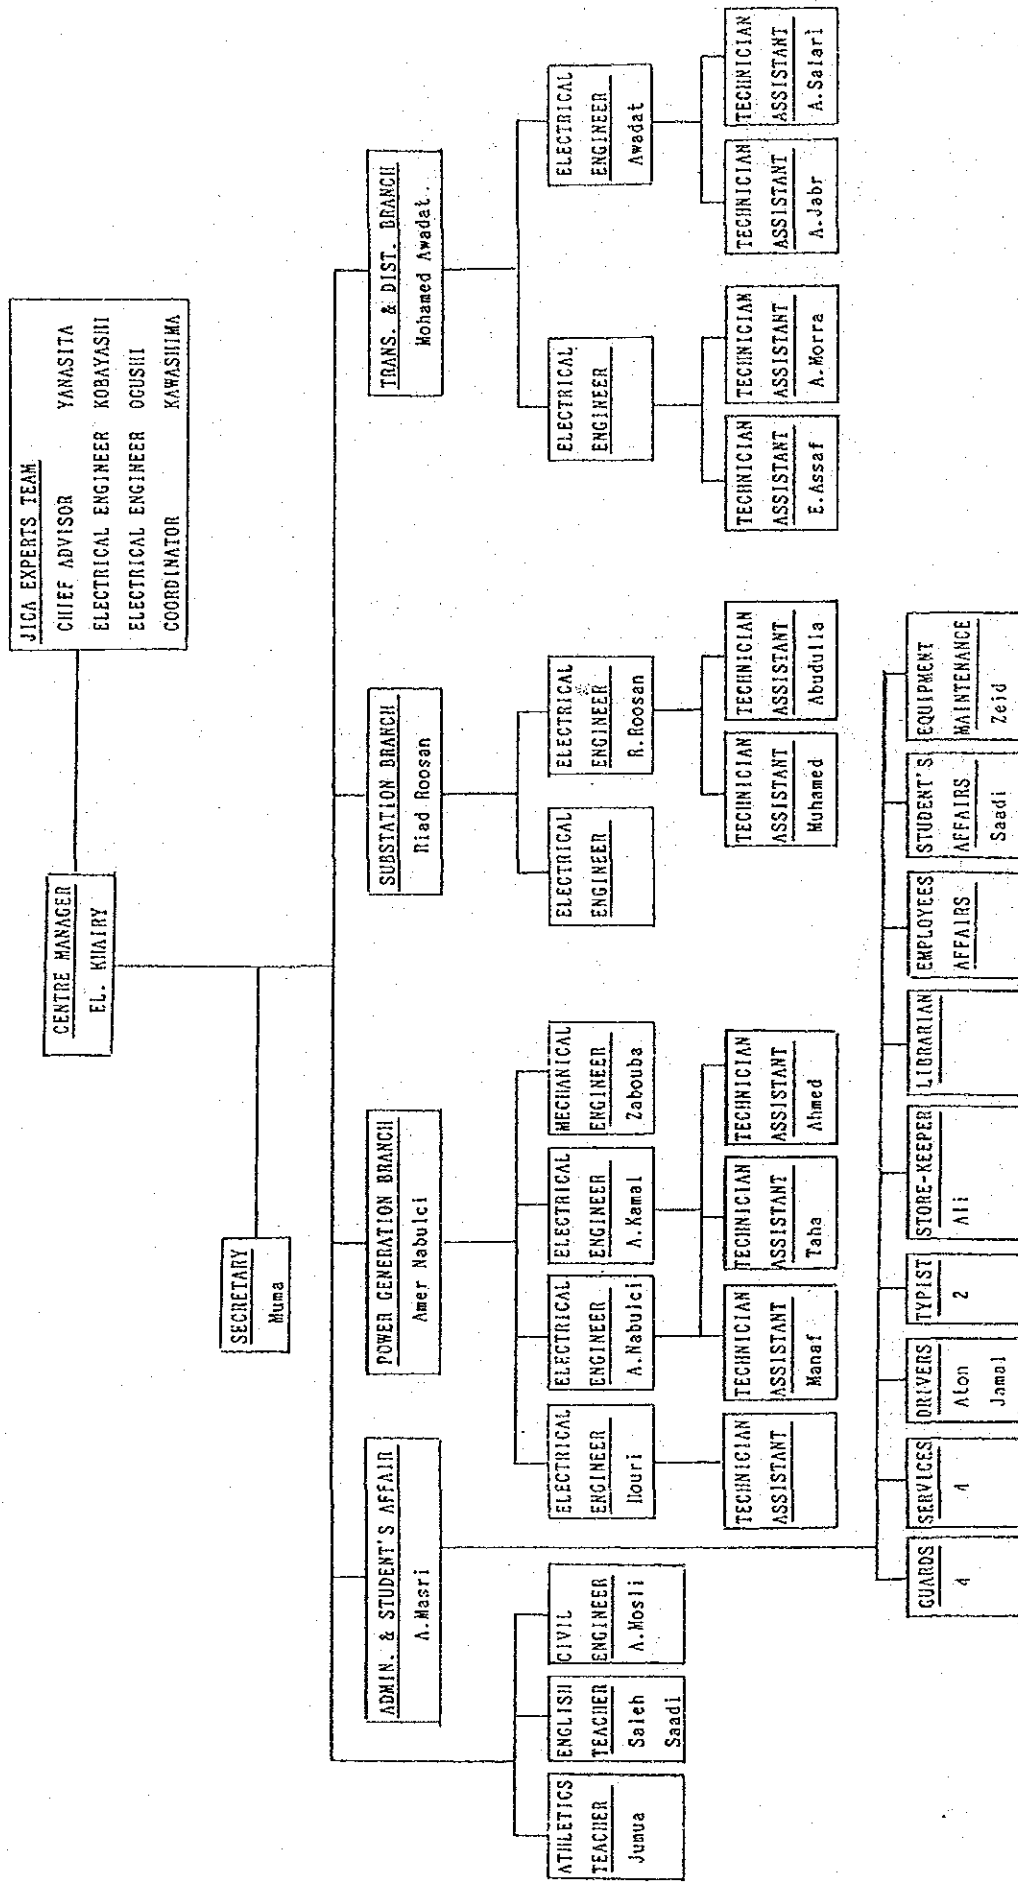 JICA EXPERTS TEAM
CHIEF ADVISOR YANASITA
ELECTRICAL ENGINEER KOBAYASHI
ELECTRICAL ENGINEER OGUSHI
COORDINATOR KAWASHIMA
CENTRE MANAGER
EL. KHAIRY
SECRETARY
Muma
ADMIN. & STUDENT'S AFFAIR
A.Masri
POWER GENERATION BRANCH
Amer Nabulci
SUBSTATION BRANCH
Riad Roosan
TRANS. & DIST. BRANCH
Mohamed Awadat.
ATHLETICS
TEACHER
Jumua
ENGLISH
TEACHER
Saleh
Saadi
CIVIL
ENGINEER
A.Mosli
ELECTRICAL
ENGINEER
Nouri
ELECTRICAL
ENGINEER
A.Nabulci
ELECTRICAL
ENGINEER
A.Kamal
MECHANICAL
ENGINEER
Zabouba
ELECTRICAL
ENGINEER
ELECTRICAL
ENGINEER
R.Roosan
ELECTRICAL
ENGINEER
ELECTRICAL
ENGINEER
Awadat
TECHNICIAN
ASSISTANT
TECHNICIAN
ASSISTANT
Manaf
TECHNICIAN
ASSISTANT
Taha
TECHNICIAN
ASSISTANT
Ahmed
TECHNICIAN
ASSISTANT
Muhamed
TECHNICIAN
ASSISTANT
Abudulla
TECHNICIAN
ASSISTANT
E.Assaf
TECHNICIAN
ASSISTANT
A.Morra
TECHNICIAN
ASSISTANT
A.Jabr
TECHNICIAN
ASSISTANT
A.Salari
GUARDS
4
SERVICES
4
DRIVERS
Alon
Jamal
TYPIST
2
STORE-KEEPER
Ali
LIBRARIAN
EMPLOYEES
AFFAIRS
STUDENT'S
AFFAIRS
Saadi
EQUIPMENT
MAINTENANCE
Zeid